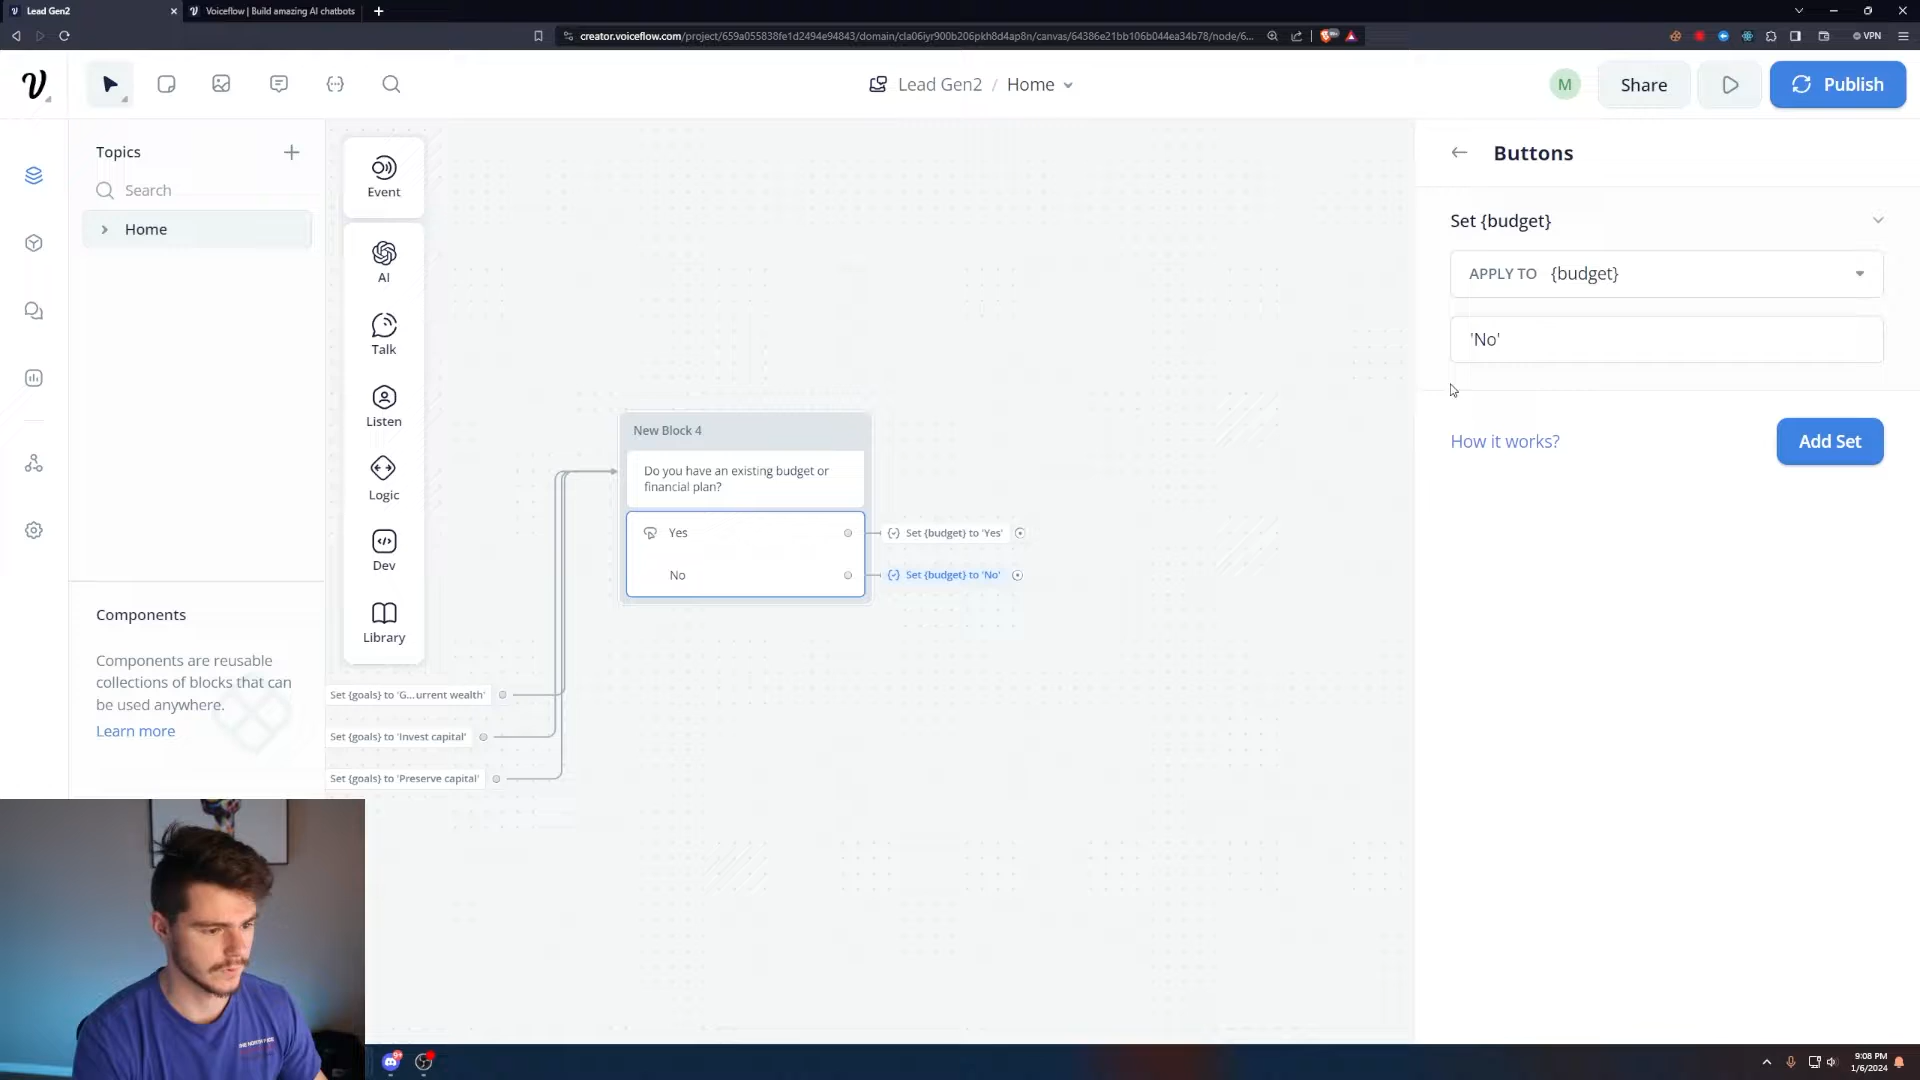 Lead Gen2
Voiceflow | Build amazing AI chatbots
creator.voiceflow.com/project/659a055838fe1d2494e94843/domain/cla06iyr900b206pkh8d4ap8n/canvas/64386e21bb106b044ea34b78/node/6...
VPN
Lead Gen2 / Home
M
Share
Publish
Topics
Search
Home
Components
Components are reusable
collections of blocks that can
be used anywhere.
Learn more
Event
AI
Talk
Listen
Logic
Dev
Library
New Block 4
Do you have an existing budget or
financial plan?
Yes
Set {budget} to 'Yes'
No
Set {budget} to 'No'
Set {goals} to 'G...urrent wealth'
Set {goals} to 'Invest capital'
Set {goals} to 'Preserve capital'
Buttons
Set {budget}
APPLY TO {budget}
'No'
How it works?
Add Set
9:08 PM
1/6/2024